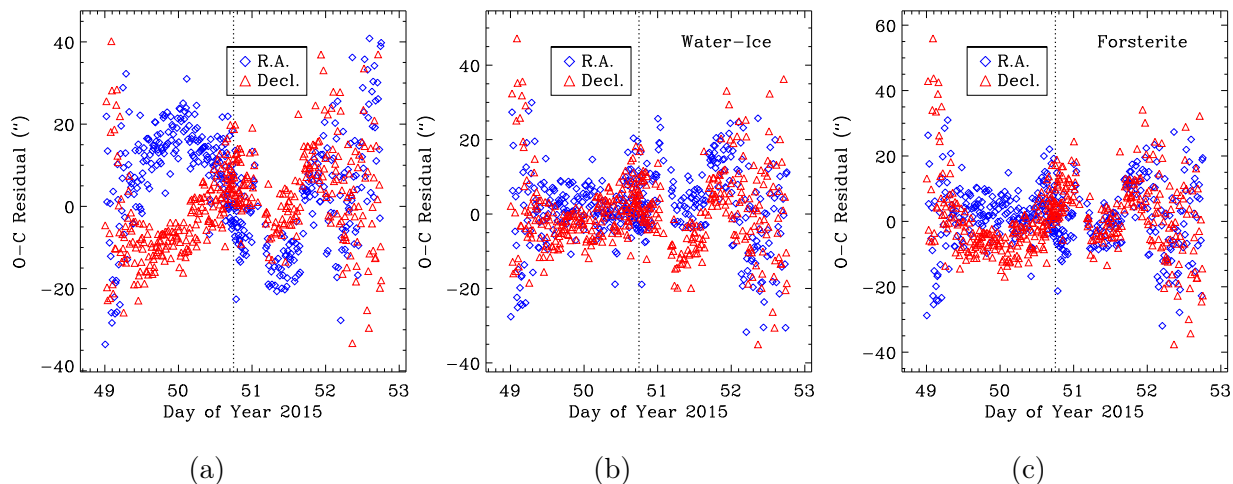 40
20
0
−20
−40
O−C Residual (“)
R.A.
Decl.
49 50 51 52 53
Day of Year 2015
(a)
40
20
0
−20
−40
O−C Residual (“)
Water−Ice
R.A.
Decl.
49 50 51 52 53
Day of Year 2015
(b)
60
40
20
0
−20
−40
O−C Residual (“)
Forsterite
R.A.
Decl.
49 50 51 52 53
Day of Year 2015
(c)